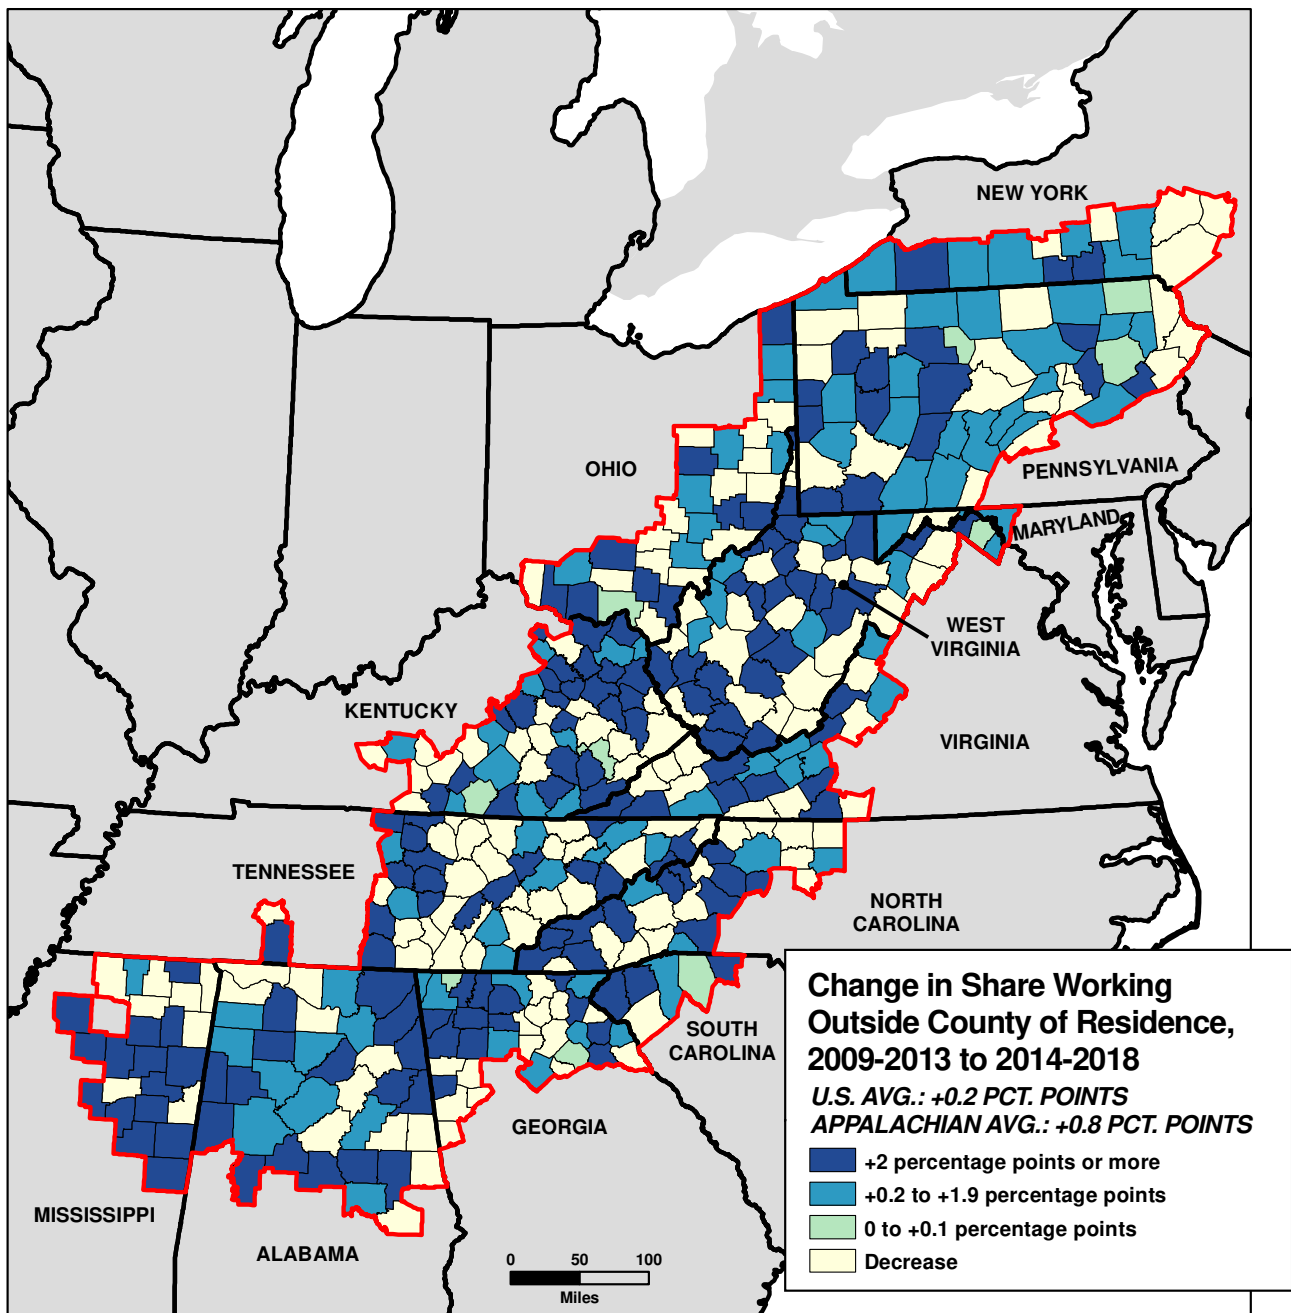 NEW YORK
OHIO
PENNSYLVANIA
MARYLAND
WEST
VIRGINIA
KENTUCKY
VIRGINIA
TENNESSEE
NORTH
CAROLINA
SOUTH
CAROLINA
GEORGIA
MISSISSIPPI
ALABAMA
0 50 100
Miles
Change in Share Working
Outside County of Residence,
2009-2013 to 2014-2018
U.S. AVG.: +0.2 PCT. POINTS
APPALACHIAN AVG.: +0.8 PCT. POINTS
+2 percentage points or more
+0.2 to +1.9 percentage points
0 to +0.1 percentage points
Decrease